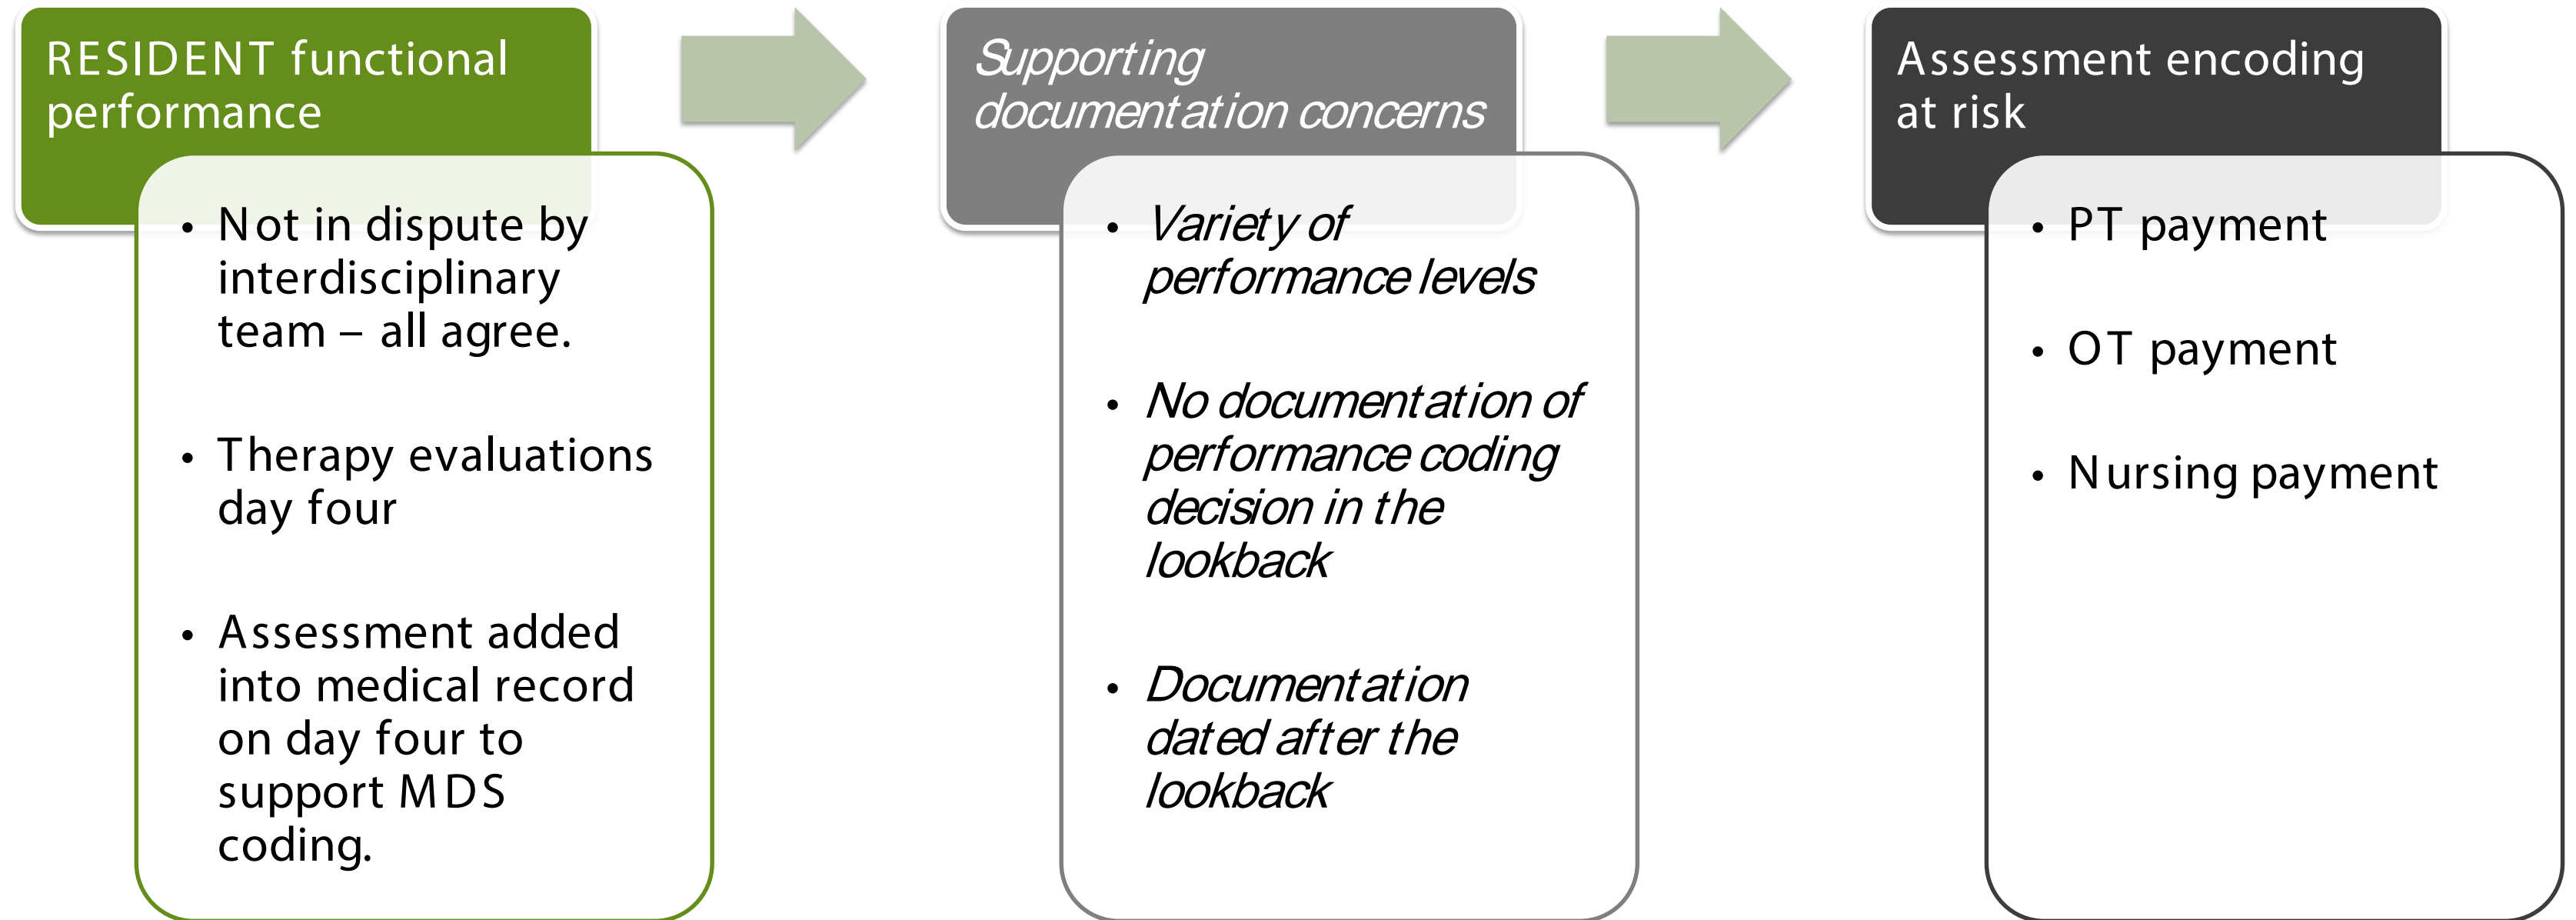 RESIDENT functional
performance
• Not in dispute by
interdisciplinary
team – all agree.
• Therapy evaluations
day four
• Assessment added
into medical record
on day four to
support MDS
coding.
Supporting
documentation concerns
• Variety of
performance levels
• No documentation of
performance coding
decision in the
lookback
• Documentation
dated after the
lookback
Assessment encoding
at risk
• PT payment
• OT payment
• Nursing payment